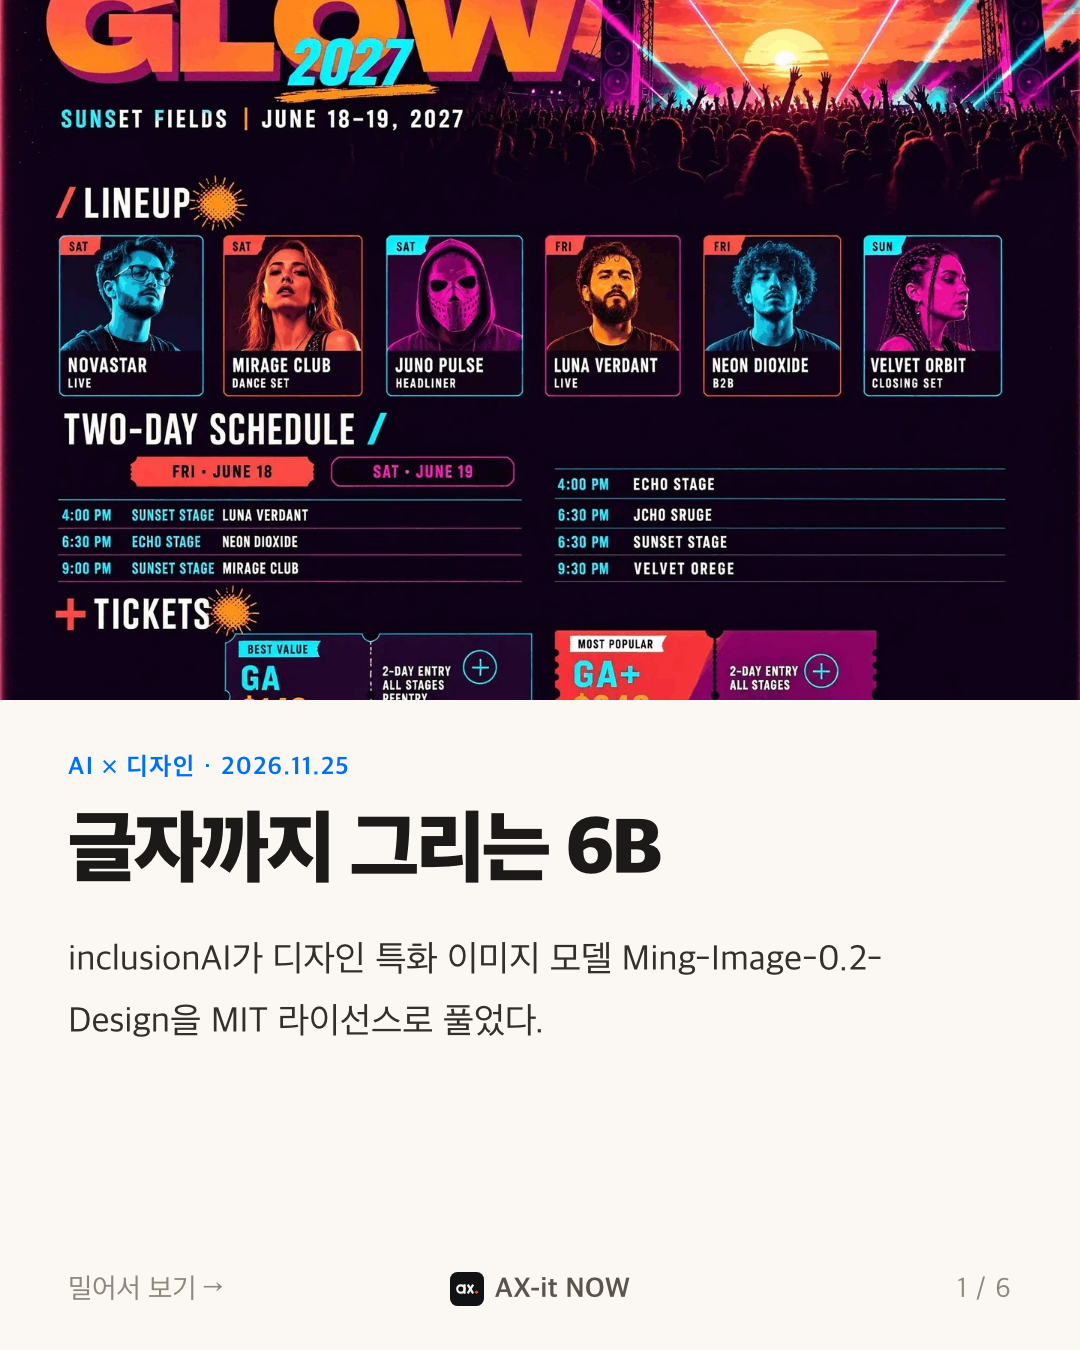 GLOW
2027
SUNSET FIELDS | JUNE 18–19, 2027
/ LINEUP
SAT
NOVASTAR
LIVE
SAT
MIRAGE CLUB
DANCE SET
SAT
JUNO PULSE
HEADLINER
FRI
LUNA VERDANT
LIVE
FRI
NEON DIOXIDE
B2B
SUN
VELVET ORBIT
CLOSING SET
TWO-DAY SCHEDULE /
FRI • JUNE 18
SAT • JUNE 19
4:00 PM SUNSET STAGE LUNA VERDANT
6:30 PM ECHO STAGE NEON DIOXIDE
9:00 PM SUNSET STAGE MIRAGE CLUB
4:00 PM ECHO STAGE
6:30 PM JCHO SRUGE
6:30 PM SUNSET STAGE
9:30 PM VELVET OREGE
+ TICKETS
BEST VALUE
GA
2-DAY ENTRY
ALL STAGES
REENTRY
MOST POPULAR
GA+
2-DAY ENTRY
ALL STAGES
AI × 디자인 · 2026.11.25
글자까지 그리는 6B
inclusionAI가 디자인 특화 이미지 모델 Ming-Image-0.2-
Design을 MIT 라이선스로 풀었다.
밀어서 보기 →
ax. AX-it NOW
1 / 6